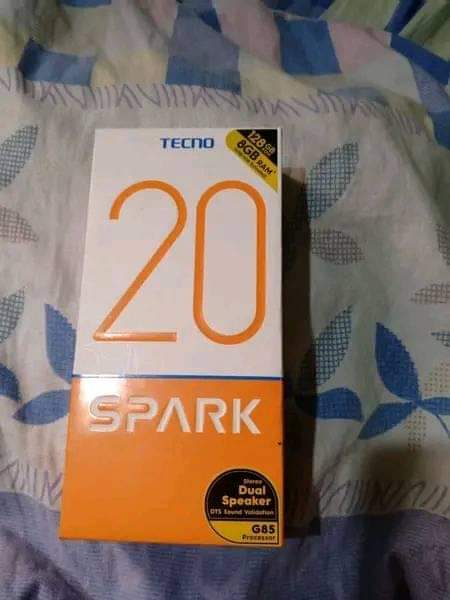 TECNO
128GB
8GB RAM*
20
SPARK
Stereo
Dual
Speaker
DTS Sound Validation
G85
Processor